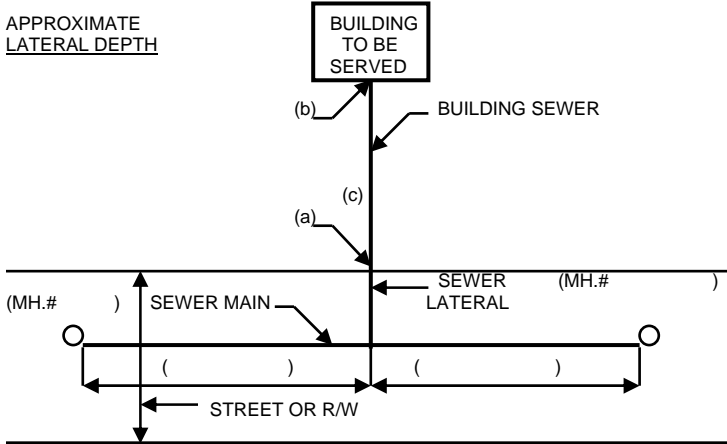 APPROXIMATE
LATERAL DEPTH
BUILDING
TO BE
SERVED
(b)
BUILDING SEWER
(c)
(a)
SEWER
LATERAL
(MH.# )
(MH.# )
SEWER MAIN
( )
( )
STREET OR R/W